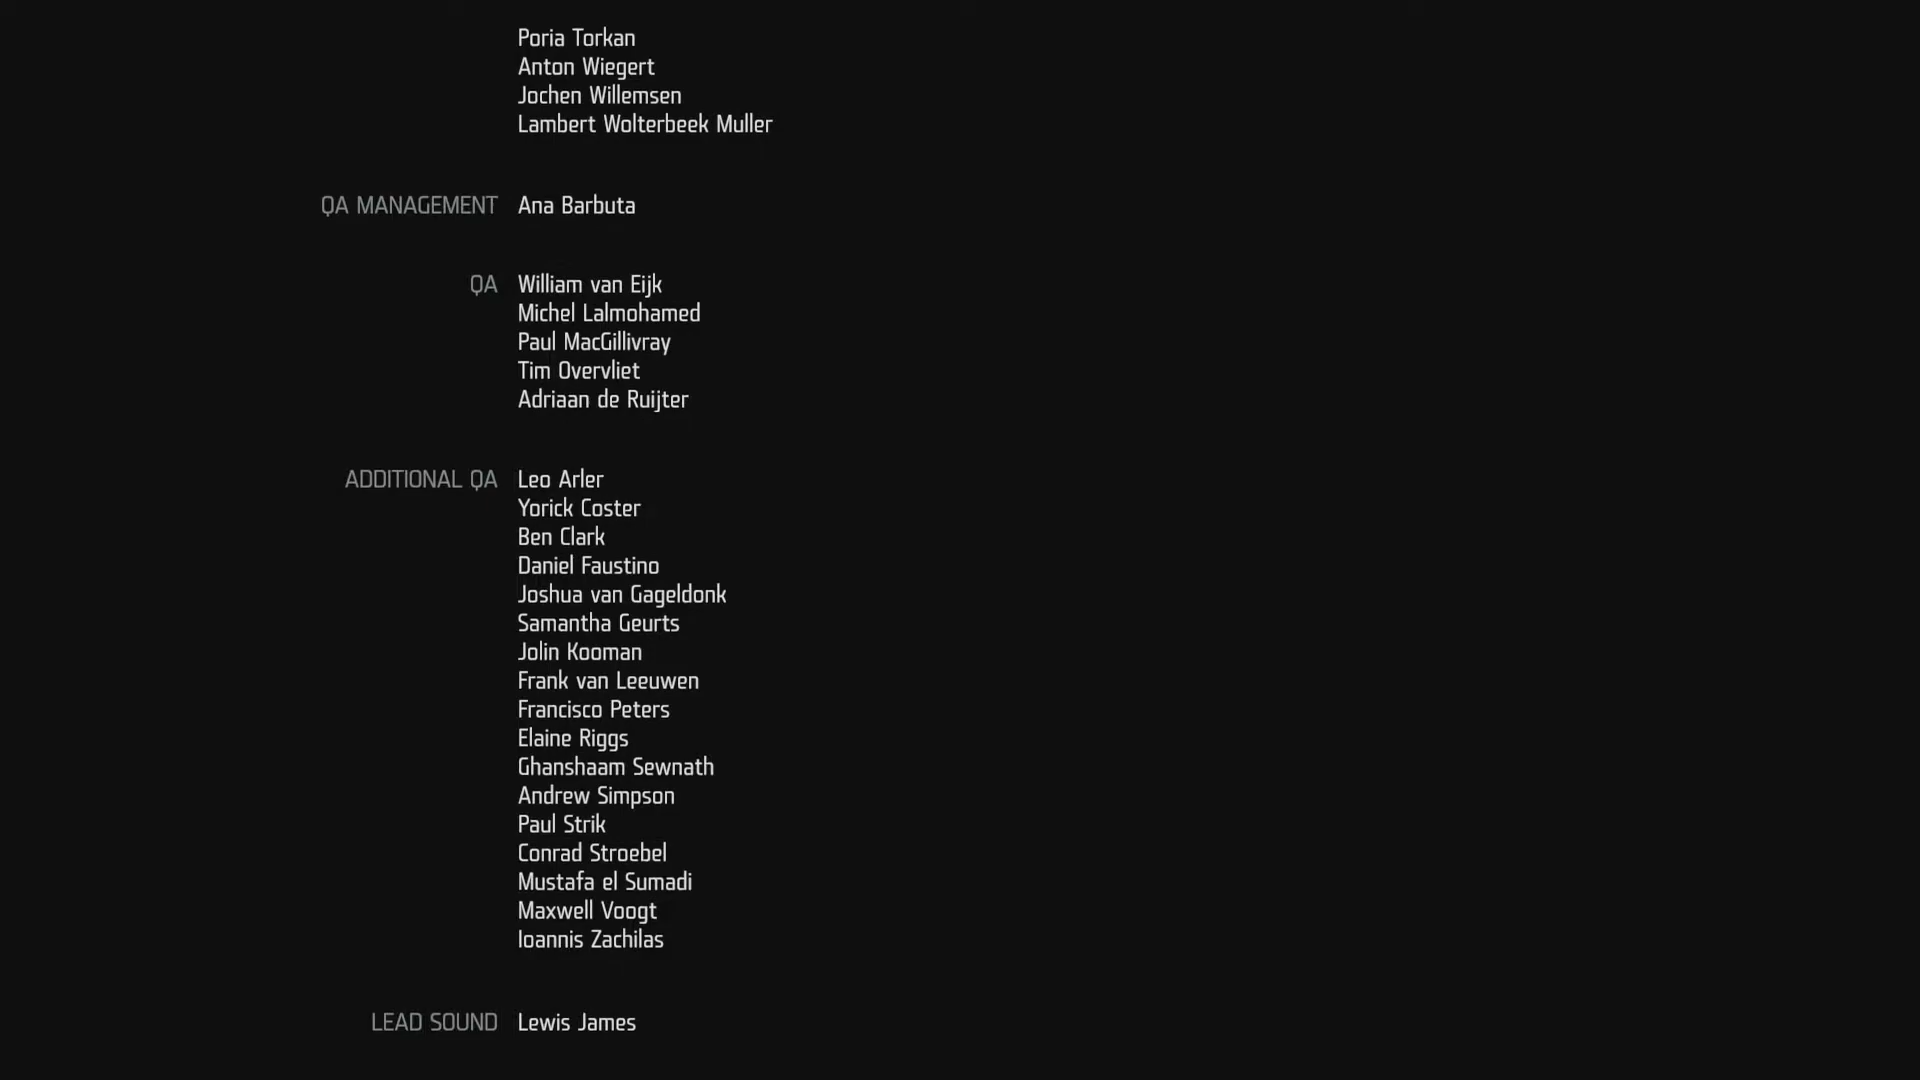 Poria Torkan
Anton Wiegert
Jochen Willemsen
Lambert Wolterbeek Muller
QA MANAGEMENT Ana Barbuta
QA William van Eijk
Michel Lalmohamed
Paul MacGillivray
Tim Overvliet
Adriaan de Ruijter
ADDITIONAL QA Leo Arler
Yorick Coster
Ben Clark
Daniel Faustino
Joshua van Gageldonk
Samantha Geurts
Jolin Kooman
Frank van Leeuwen
Francisco Peters
Elaine Riggs
Ghanshaam Sewnath
Andrew Simpson
Paul Strik
Conrad Stroebel
Mustafa el Sumadi
Maxwell Voogt
Ioannis Zachilas
LEAD SOUND Lewis James